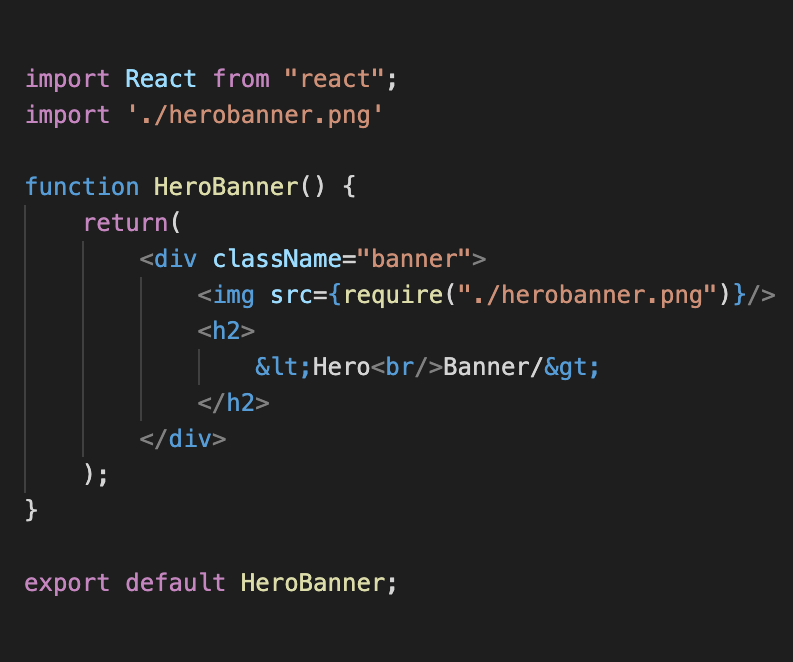 import React from "react";
import './herobanner.png'
function HeroBanner() {
return(
<div className="banner">
<img src={require("./herobanner.png")}/>
<h2>
&lt;Hero<br/>Banner/&gt;
</h2>
</div>
);
}
export default HeroBanner;